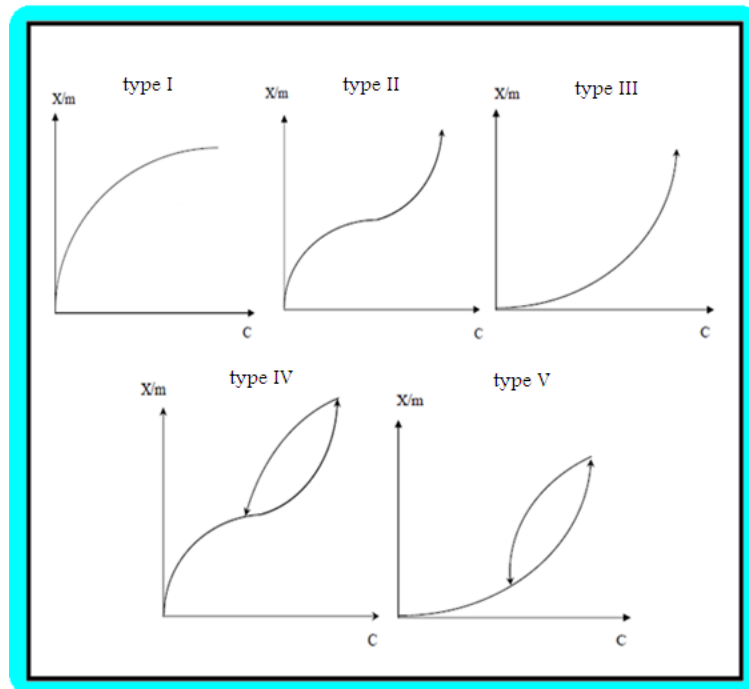 type I
X/m
C
type II
X/m
C
type III
X/m
C
type IV
X/m
C
type V
X/m
C